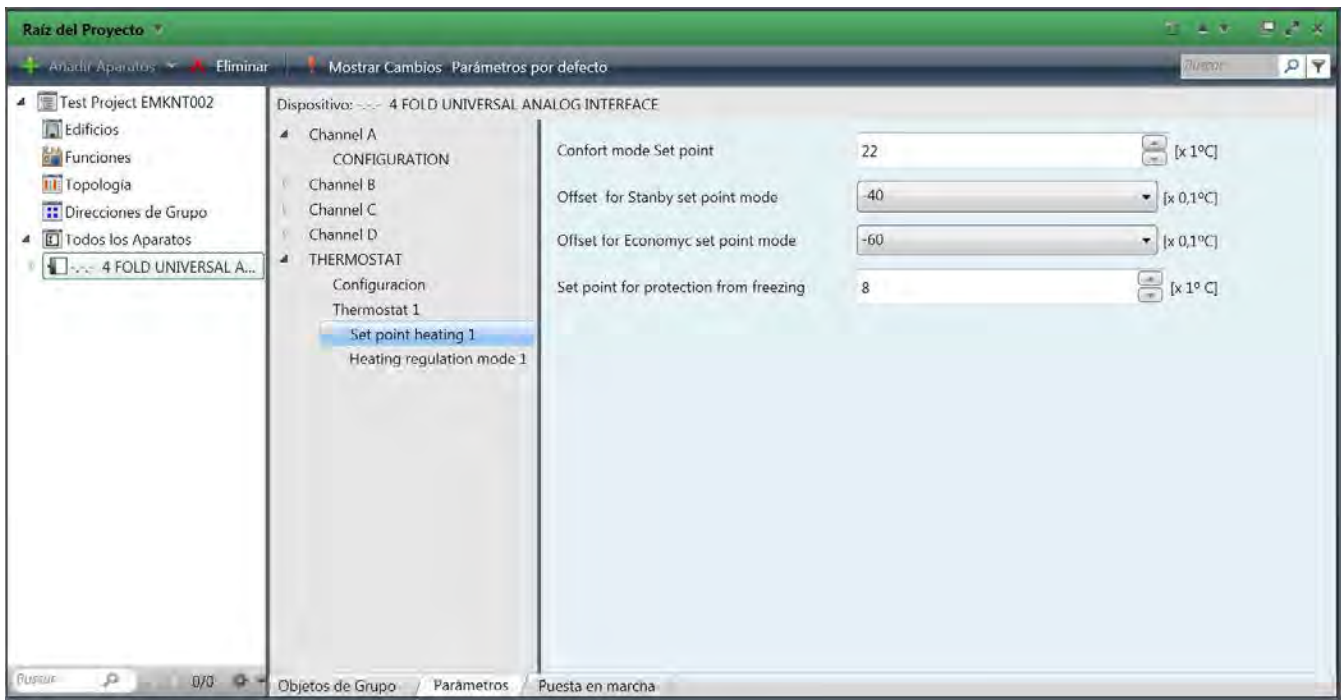 Raíz del Proyecto
Añadir Aparatos Eliminar Mostrar Cambios Parámetros por defecto Buscar
Test Project EMKNT002
Edificios
Funciones
Topología
Direcciones de Grupo
Todos los Aparatos
-.-.- 4 FOLD UNIVERSAL A...
Dispositivo: -.-.- 4 FOLD UNIVERSAL ANALOG INTERFACE
Channel A
CONFIGURATION
Channel B
Channel C
Channel D
THERMOSTAT
Configuracion
Thermostat 1
Set point heating 1
Heating regulation mode 1
Confort mode Set point 22 [x 1ºC]
Offset for Stanby set point mode -40 [x 0,1ºC]
Offset for Economyc set point mode -60 [x 0,1ºC]
Set point for protection from freezing 8 [x 1º C]
Buscar 0/0
Objetos de Grupo Parámetros Puesta en marcha